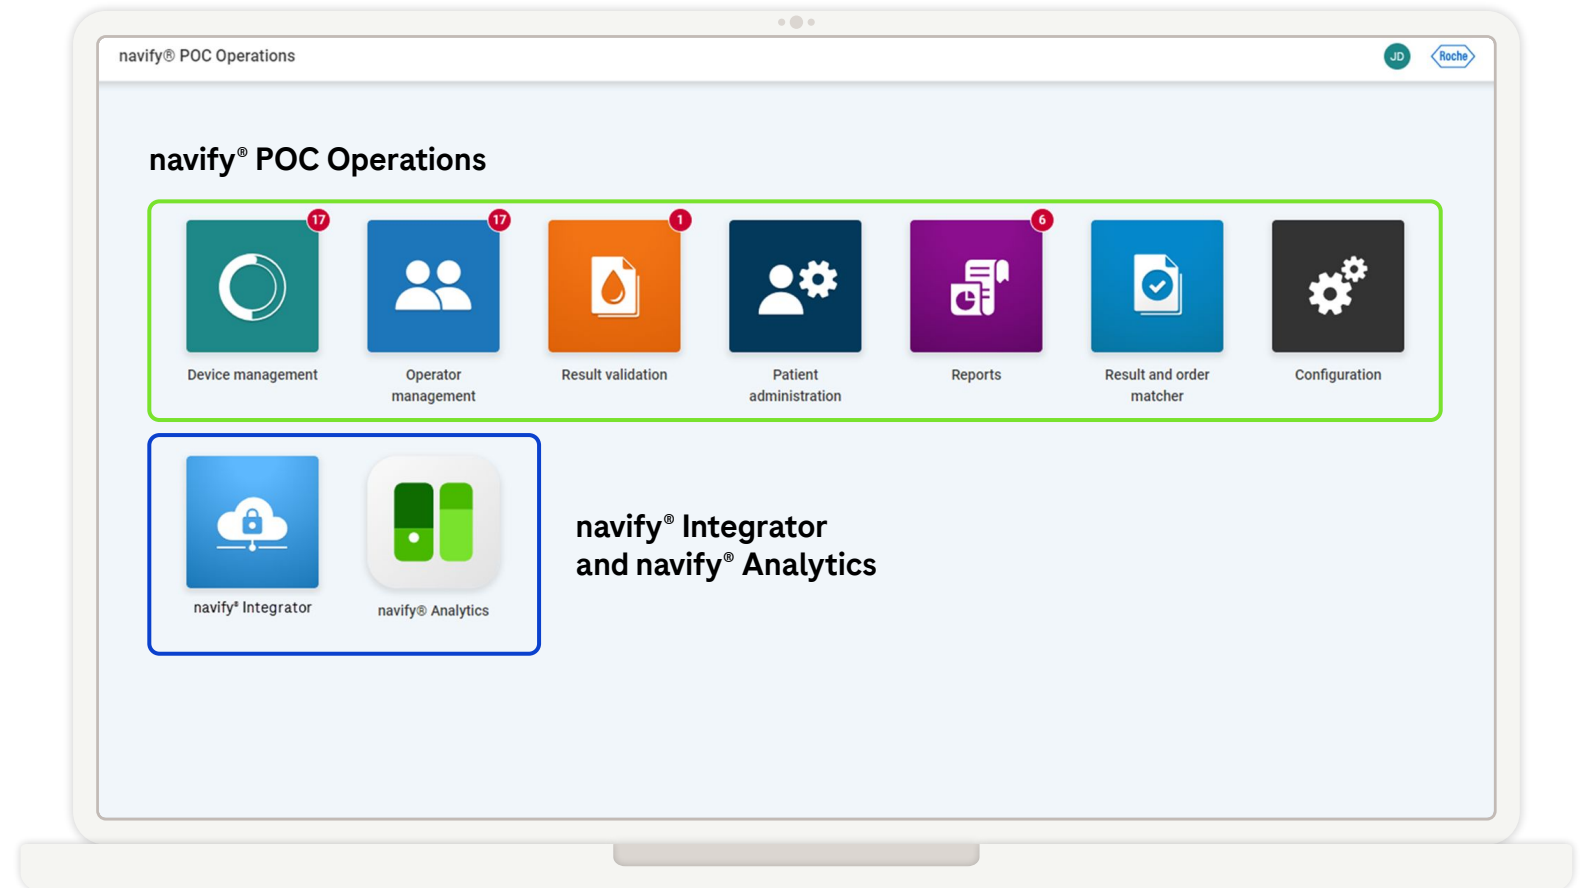 navify® POC Operations
JD
Roche
navify® POC Operations
17
17
1
6
Device management
Operator
management
Result validation
Patient
administration
Reports
Result and order
matcher
Configuration
navify® Integrator
navify® Analytics
navify® Integrator
and navify® Analytics